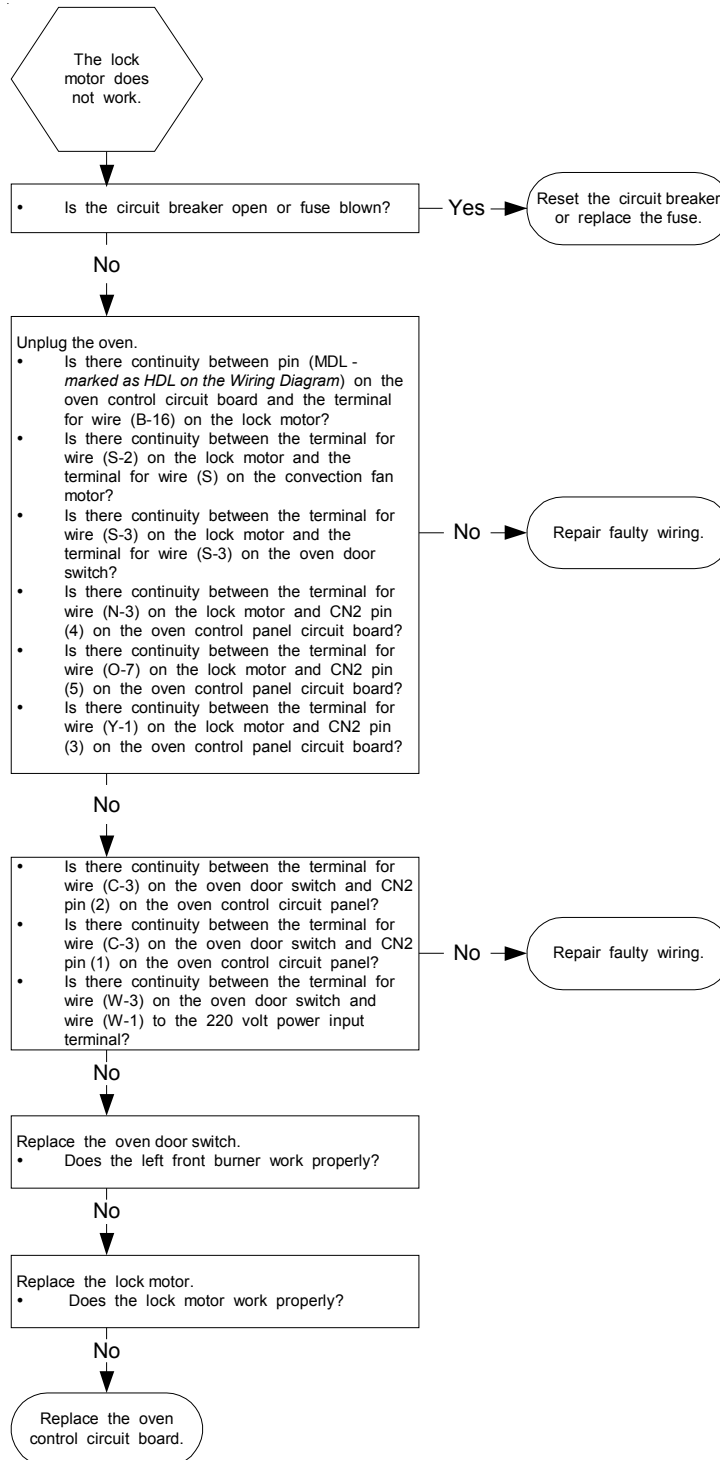 The lock
motor does
not work.
• Is the circuit breaker open or fuse blown?
Yes
Reset the circuit breaker
or replace the fuse.
No
Unplug the oven.
• Is there continuity between pin (MDL -
marked as HDL on the Wiring Diagram) on the
oven control circuit board and the terminal
for wire (B-16) on the lock motor?
• Is there continuity between the terminal for
wire (S-2) on the lock motor and the
terminal for wire (S) on the convection fan
motor?
• Is there continuity between the terminal for
wire (S-3) on the lock motor and the
terminal for wire (S-3) on the oven door
switch?
• Is there continuity between the terminal for
wire (N-3) on the lock motor and CN2 pin
(4) on the oven control panel circuit board?
• Is there continuity between the terminal for
wire (O-7) on the lock motor and CN2 pin
(5) on the oven control panel circuit board?
• Is there continuity between the terminal for
wire (Y-1) on the lock motor and CN2 pin
(3) on the oven control panel circuit board?
No
Repair faulty wiring.
No
• Is there continuity between the terminal for
wire (C-3) on the oven door switch and CN2
pin (2) on the oven control circuit panel?
• Is there continuity between the terminal for
wire (C-3) on the oven door switch and CN2
pin (1) on the oven control circuit panel?
• Is there continuity between the terminal for
wire (W-3) on the oven door switch and
wire (W-1) to the 220 volt power input
terminal?
No
Repair faulty wiring.
No
Replace the oven door switch.
• Does the left front burner work properly?
No
Replace the lock motor.
• Does the lock motor work properly?
No
Replace the oven
control circuit board.